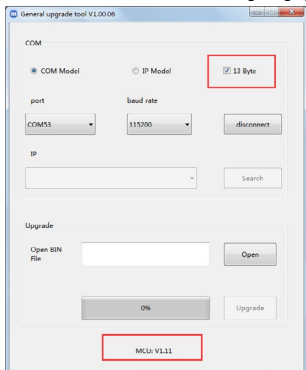 General upgrade tool V1.00.06
COM
COM Model
IP Model
13 Byte
port
baud rate
COM53
115200
disconnect
IP
Search
Upgrade
Open BIN
File
Open
0%
Upgrade
MCU: V1.11